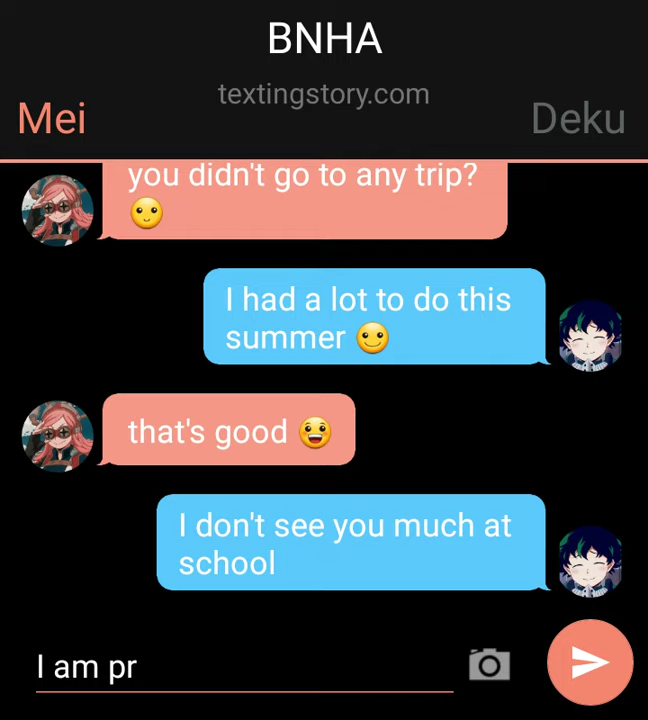 BNHA
textingstory.com
Mei
Deku
you didn't go to any trip?
🙂
I had a lot to do this
summer ☺️
that's good 😀
I don't see you much at
school
I am pr